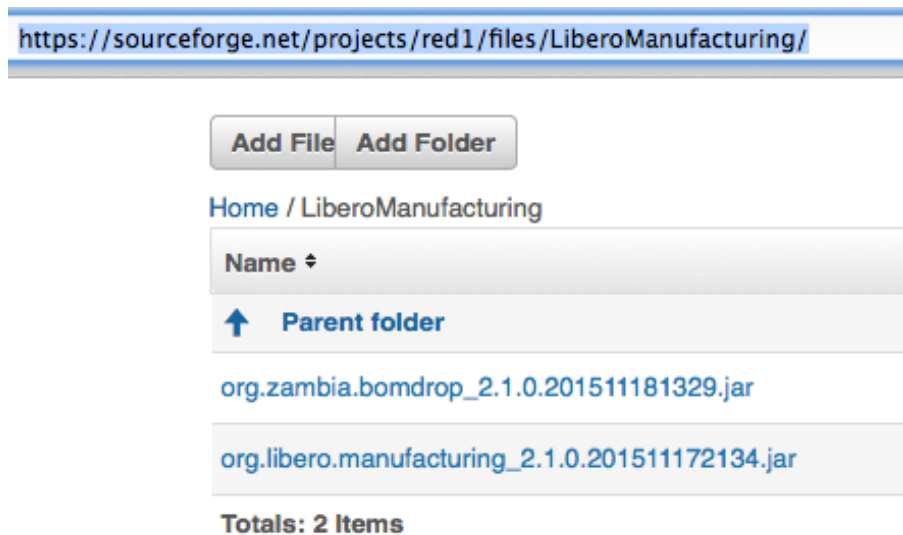 https://sourceforge.net/projects/red1/files/LiberoManufacturing/
Add File Add Folder
Home / LiberoManufacturing
Name
Parent folder
org.zambia.bomdrop_2.1.0.201511181329.jar
org.libero.manufacturing_2.1.0.201511172134.jar
Totals: 2 Items